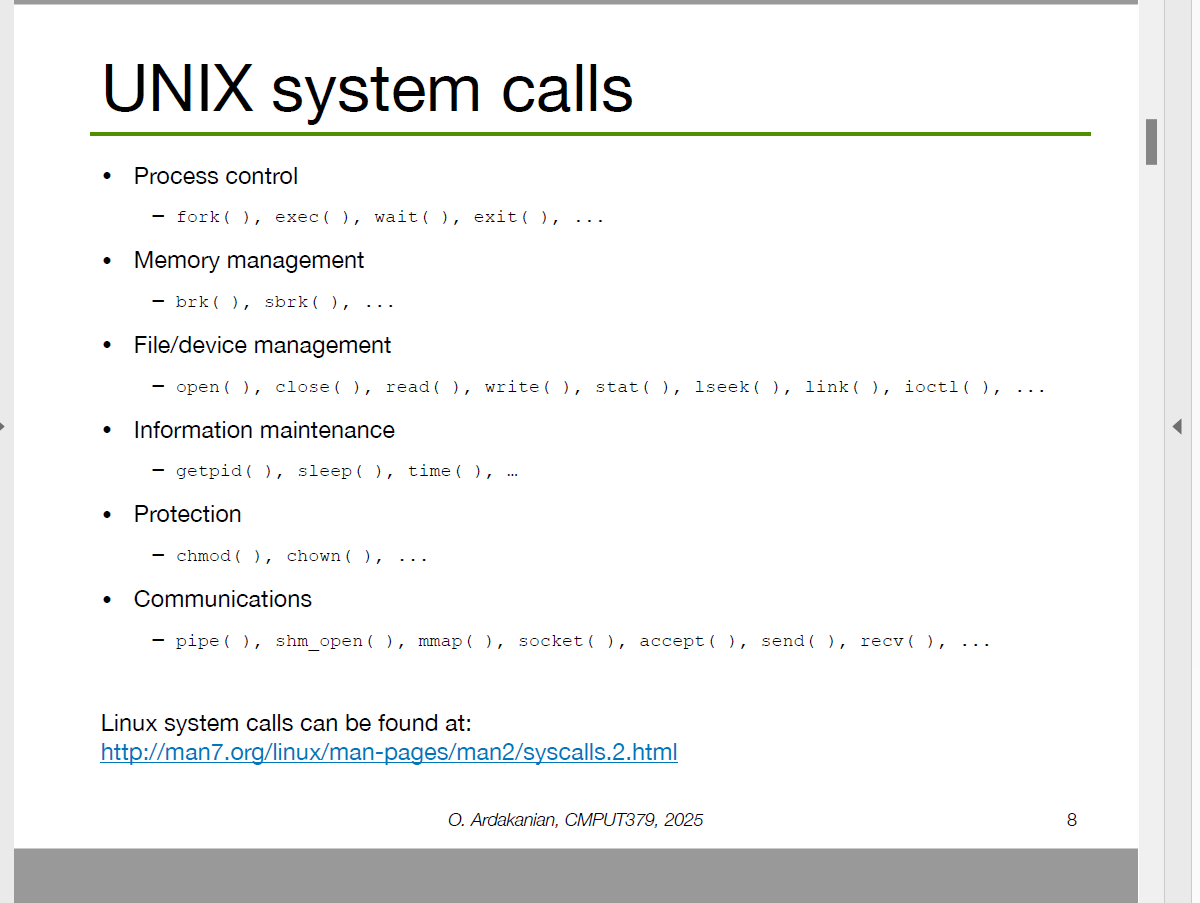 UNIX system calls
• Process control
– fork( ), exec( ), wait( ), exit( ), ...
• Memory management
– brk( ), sbrk( ), ...
• File/device management
– open( ), close( ), read( ), write( ), stat( ), lseek( ), link( ), ioctl( ), ...
• Information maintenance
– getpid( ), sleep( ), time( ), …
• Protection
– chmod( ), chown( ), ...
• Communications
– pipe( ), shm_open( ), mmap( ), socket( ), accept( ), send( ), recv( ), ...
Linux system calls can be found at:
http://man7.org/linux/man-pages/man2/syscalls.2.html
O. Ardakanian, CMPUT379, 2025
8